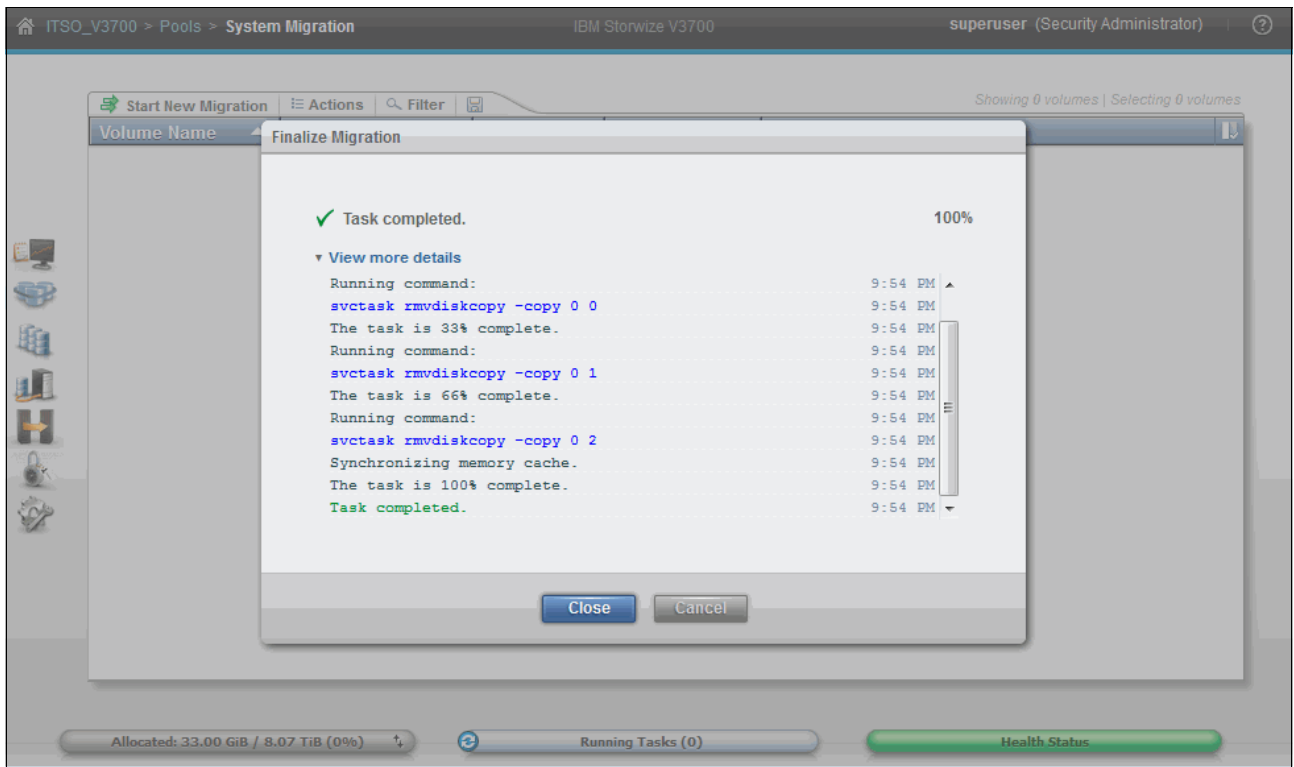 ITSO_V3700 > Pools > System Migration IBM Storwize V3700 superuser (Security Administrator) ?
Start New Migration Actions Filter Showing 0 volumes | Selecting 0 volumes
Volume Name
Finalize Migration
Task completed. 100%
View more details
Running command: 9:54 PM
svctask rmvdiskcopy -copy 0 0 9:54 PM
The task is 33% complete. 9:54 PM
Running command: 9:54 PM
svctask rmvdiskcopy -copy 0 1 9:54 PM
The task is 66% complete. 9:54 PM
Running command: 9:54 PM
svctask rmvdiskcopy -copy 0 2 9:54 PM
Synchronizing memory cache. 9:54 PM
The task is 100% complete. 9:54 PM
Task completed. 9:54 PM
Close Cancel
Allocated: 33.00 GiB / 8.07 TiB (0%) Running Tasks (0) Health Status